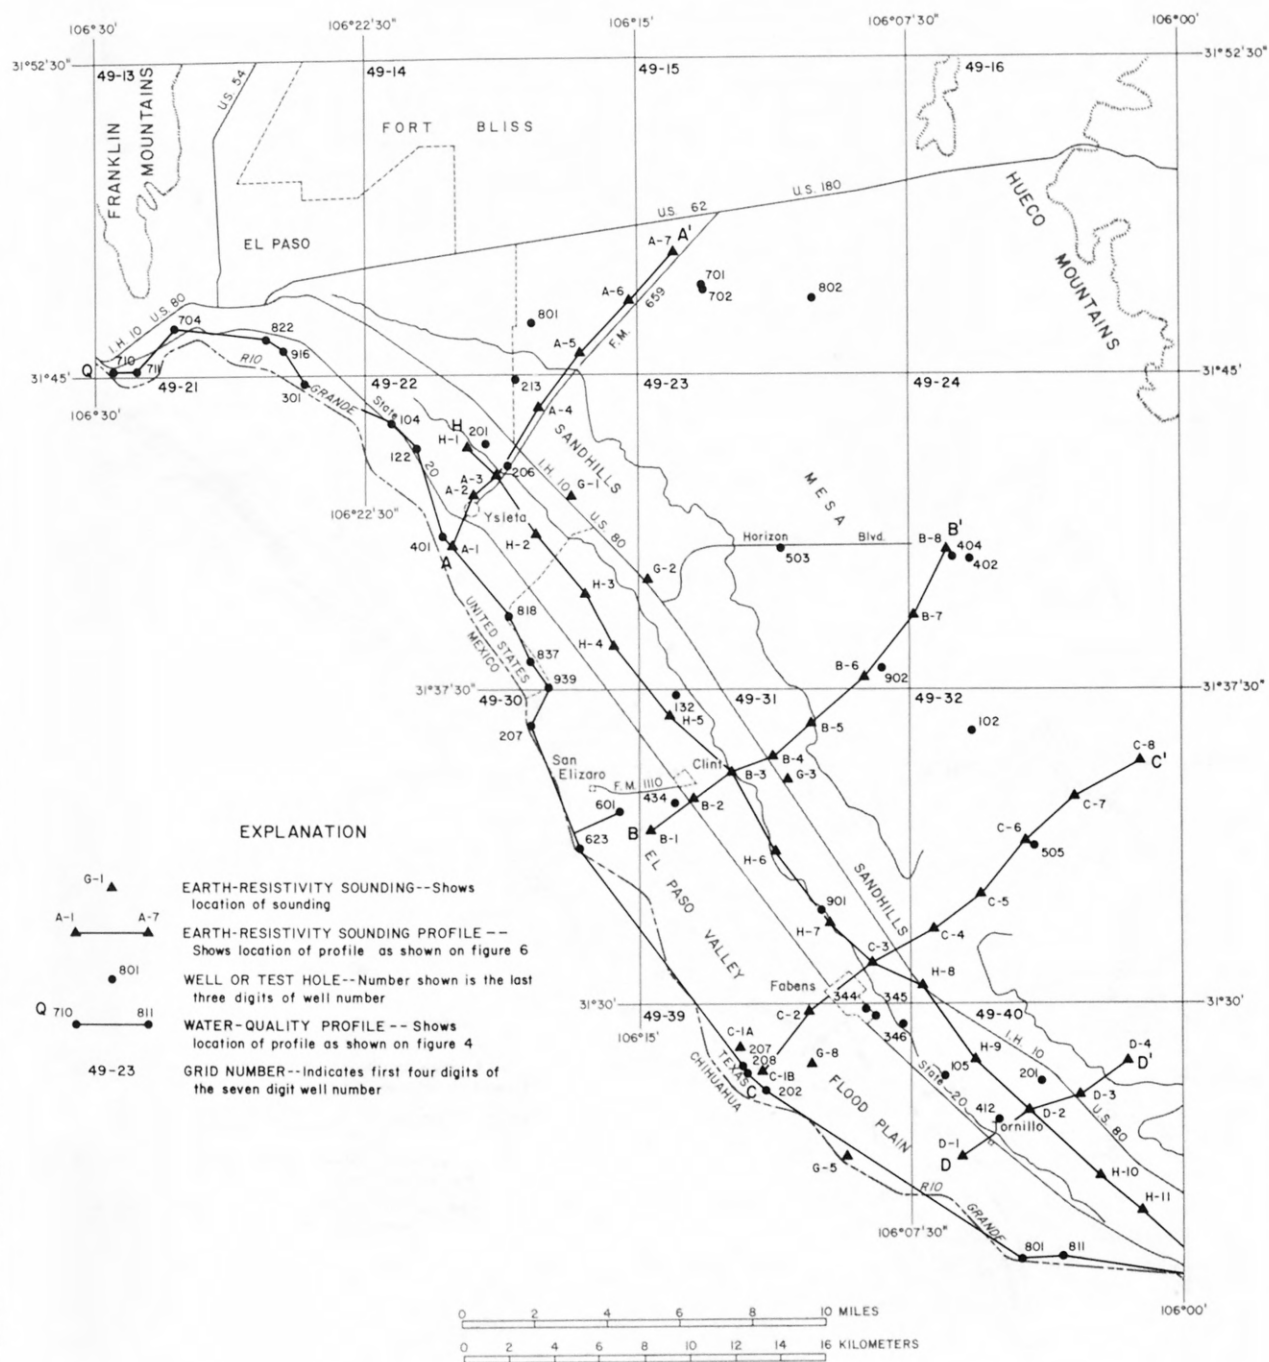 106°30'
106°22'30"
106°15'
106°07'30"
106°00'
31°52'30"
49-13
49-14
49-15
49-16
31°52'30"
FRANKLIN
MOUNTAINS
U.S. 54
FORT BLISS
EL PASO
U.S. 62
U.S. 180
HUECO
MOUNTAINS
A-7
A'
701
702
802
A-6
659
F.M.
801
I.H. 10
U.S. 80
704
822
916
A-5
Q
710
711
RIO
GRANDE
31°45'
49-21
49-22
49-23
49-24
31°45'
106°30'
301
213
State
20
104
A-4
H
201
H-1
SANDHILLS
122
A-3
206
A-2
I.H. 10
G-1
MESA
106°22'30"
Ysleta
U.S. 80
401
A-1
A
H-2
Horizon
Blvd.
503
B'
B-8
404
402
G-2
H-3
UNITED STATES
MEXICO
818
B-7
H-4
837
B-6
902
939
31°37'30"
49-30
49-31
49-32
31°37'30"
132
H-5
207
B-5
102
San
Elizaro
Clint
B-4
B-3
G-3
C-8
C'
F.M. 1110
434
B-2
C-7
601
B
B-1
623
C-6
505
EL PASO VALLEY
H-6
SANDHILLS
C-5
901
H-7
C-4
C-3
H-8
Fabens
344
345
346
31°30'
49-39
49-40
31°30'
106°15'
C-2
I.H. 10
C-1A
207
208
C-1B
C
202
TEXAS
CHIHUAHUA
G-8
FLOOD PLAIN
H-9
D-4
D'
105
201
State 20
D-3
U.S. 80
412
D-2
Tornillo
D-1
D
G-5
H-10
H-11
RIO
GRANDE
106°07'30"
801
811
106°00'
EXPLANATION
G-1
EARTH-RESISTIVITY SOUNDING--Shows
location of sounding
A-1 A-7
EARTH-RESISTIVITY SOUNDING PROFILE--
Shows location of profile as shown on figure 6
801
WELL OR TEST HOLE--Number shown is the last
three digits of well number
Q 710 811
WATER-QUALITY PROFILE--Shows
location of profile as shown on figure 4
49-23
GRID NUMBER--Indicates first four digits of
the seven digit well number
0 2 4 6 8 10 MILES
0 2 4 6 8 10 12 14 16 KILOMETERS